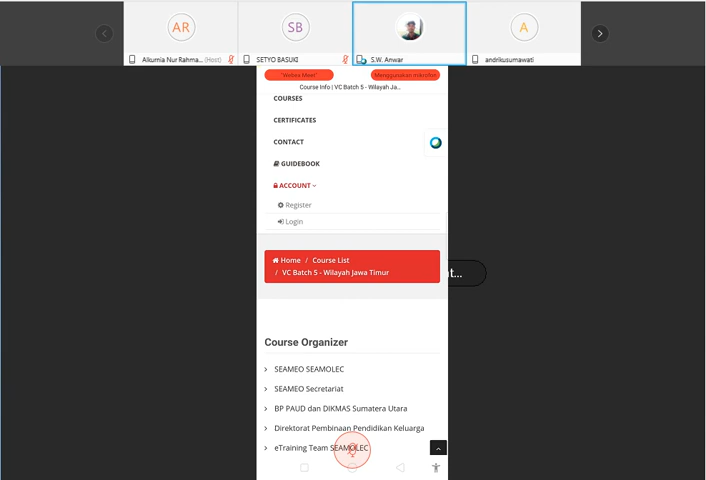 AR
SB
A
Alkumia Nur Rahma... (Host)
SETYO BASUKI
S.W. Anwar
andrikusumawati
"Webex Meet"
Menggunakan mikrofon
Course Info | VC Batch 5 - Wilayah Ja...
COURSES
CERTIFICATES
CONTACT
GUIDEBOOK
ACCOUNT
Register
Login
Home / Course List
/ VC Batch 5 - Wilayah Jawa Timur
t...
Course Organizer
SEAMEO SEAMOLEC
SEAMEO Secretariat
BP PAUD dan DIKMAS Sumatera Utara
Direktorat Pembinaan Pendidikan Keluarga
eTraining Team SEAMOLEC